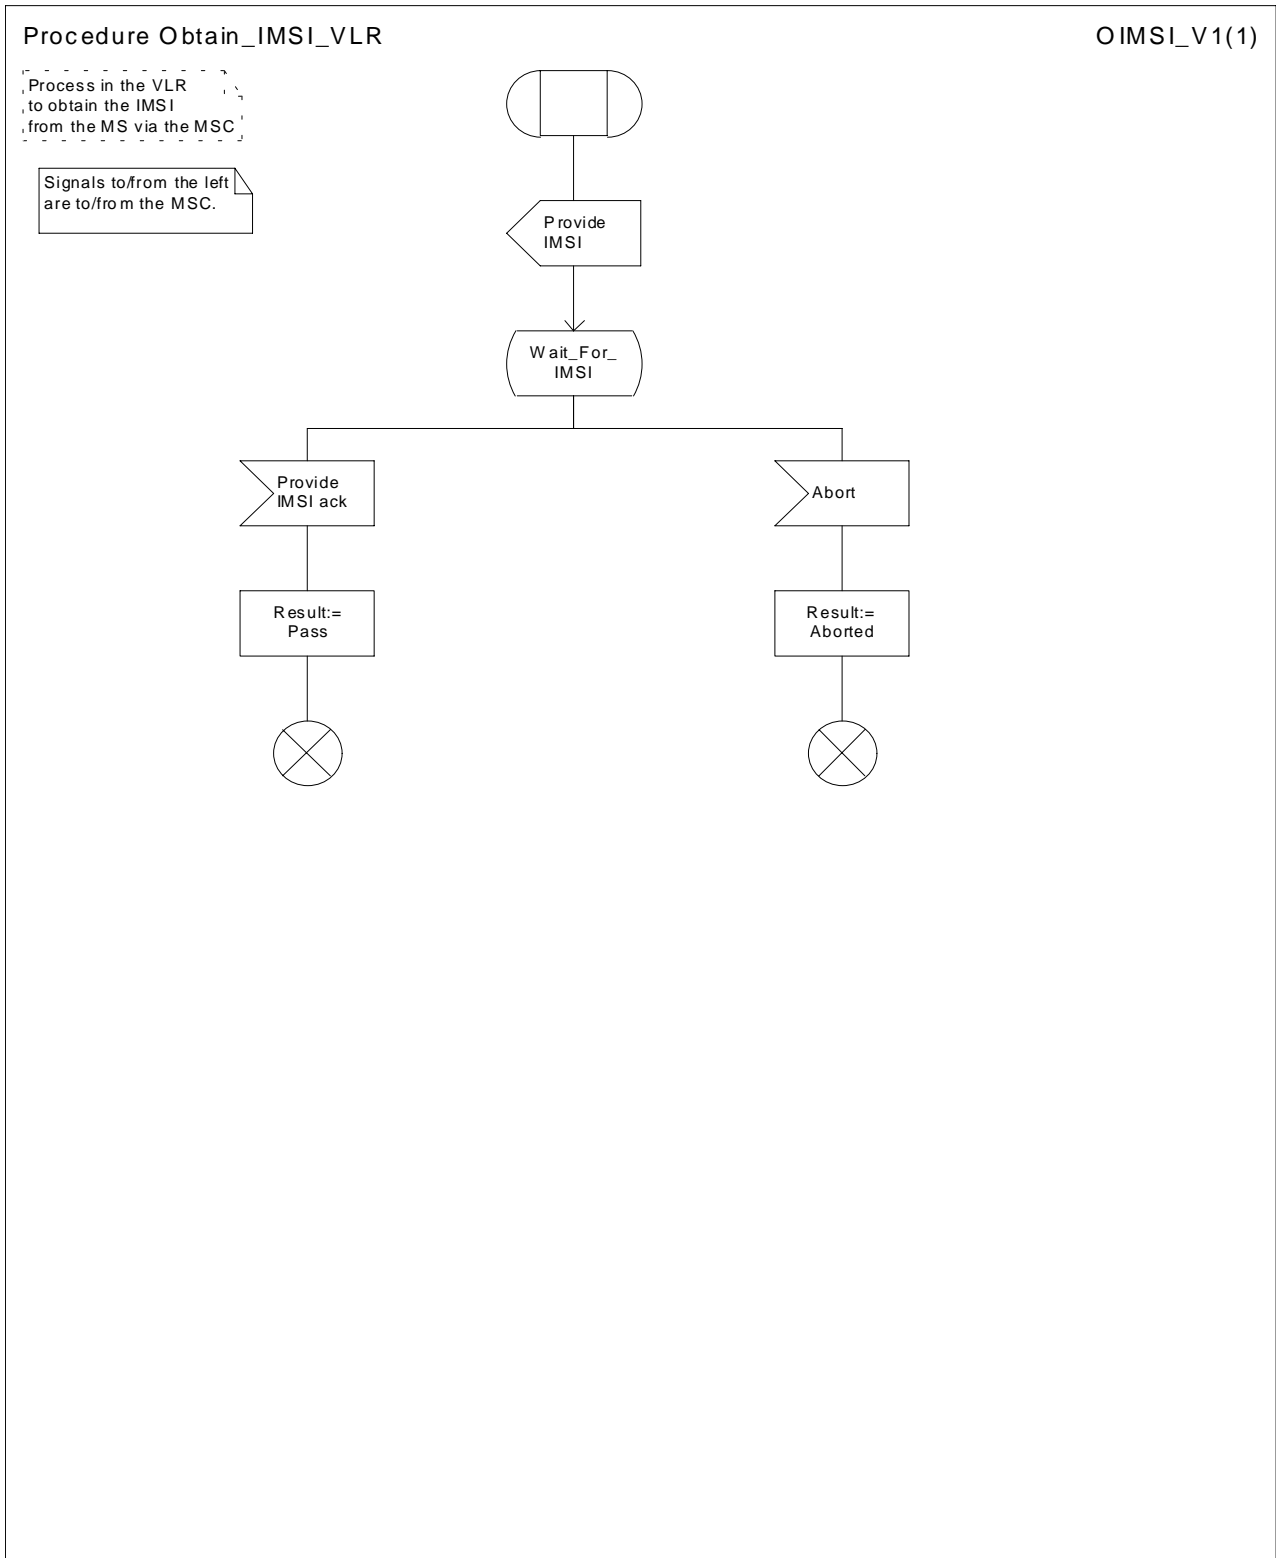 Procedure Obtain_IMSI_VLR
OIMSI_V1(1)
Process in the VLR
to obtain the IMSI
from the MS via the MSC
Signals to/from the left
are to/from the MSC.
Provide
IMSI
Wait_For_
IMSI
Provide
IMSI ack
Abort
Result:=
Pass
Result:=
Aborted